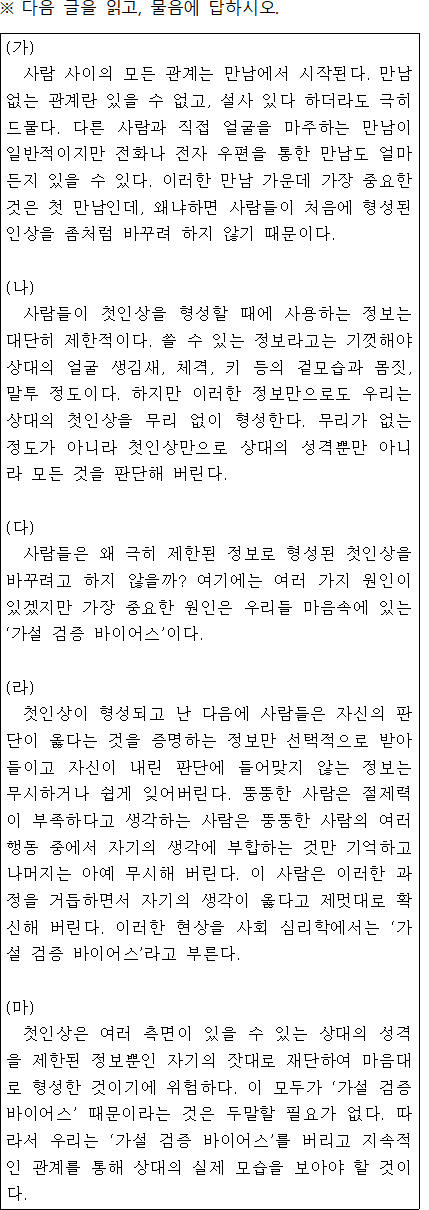 ※ 다음 글을 읽고, 물음에 답하시오.
(가)
사람 사이의 모든 관계는 만남에서 시작된다. 만남
없는 관계란 있을 수 없고, 설사 있다 하더라도 극히
드물다. 다른 사람과 직접 얼굴을 마주하는 만남이
일반적이지만 전화나 전자 우편을 통한 만남도 얼마
든지 있을 수 있다. 이러한 만남 가운데 가장 중요한
것은 첫 만남인데, 왜냐하면 사람들이 처음에 형성된
인상을 좀처럼 바꾸려 하지 않기 때문이다.
(나)
사람들이 첫인상을 형성할 때에 사용하는 정보는
대단히 제한적이다. 쓸 수 있는 정보라고는 기껏해야
상대의 얼굴 생김새, 체격, 키 등의 겉모습과 몸짓,
말투 정도이다. 하지만 이러한 정보만으로도 우리는
상대의 첫인상을 무리 없이 형성한다. 무리가 없는
정도가 아니라 첫인상만으로 상대의 성격뿐만 아니
라 모든 것을 판단해 버린다.
(다)
사람들은 왜 극히 제한된 정보로 형성된 첫인상을
바꾸려고 하지 않을까? 여기에는 여러 가지 원인이
있겠지만 가장 중요한 원인은 우리들 마음속에 있는
‘가설 검증 바이어스’이다.
(라)
첫인상이 형성되고 난 다음에 사람들은 자신의 판
단이 옳다는 것을 증명하는 정보만 선택적으로 받아
들이고 자신이 내린 판단에 들어맞지 않는 정보는
무시하거나 쉽게 잊어버린다. 뚱뚱한 사람은 절제력
이 부족하다고 생각하는 사람은 뚱뚱한 사람의 여러
행동 중에서 자기의 생각에 부합하는 것만 기억하고
나머지는 아예 무시해 버린다. 이 사람은 이러한 과
정을 거듭하면서 자기의 생각이 옳다고 제멋대로 확
신해 버린다. 이러한 현상을 사회 심리학에서는 ‘가
설 검증 바이어스’라고 부른다.
(마)
첫인상은 여러 측면이 있을 수 있는 상대의 성격
을 제한된 정보뿐인 자기의 잣대로 재단하여 마음대
로 형성한 것이기에 위험하다. 이 모두가 ‘가설 검증
바이어스’ 때문이라는 것은 두말할 필요가 없다. 따
라서 우리는 ‘가설 검증 바이어스’를 버리고 지속적
인 관계를 통해 상대의 실제 모습을 보아야 할 것이
다.